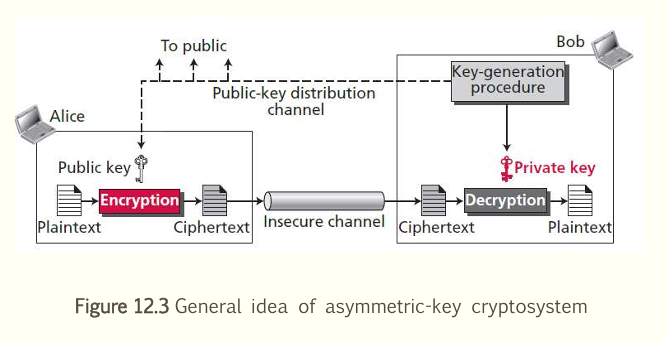 To public
Bob
Key-generation
procedure
Public-key distribution
channel
Alice
Public key
Private key
Encryption
Decryption
Plaintext
Ciphertext
Insecure channel
Ciphertext
Plaintext
Figure 12.3 General idea of asymmetric-key cryptosystem